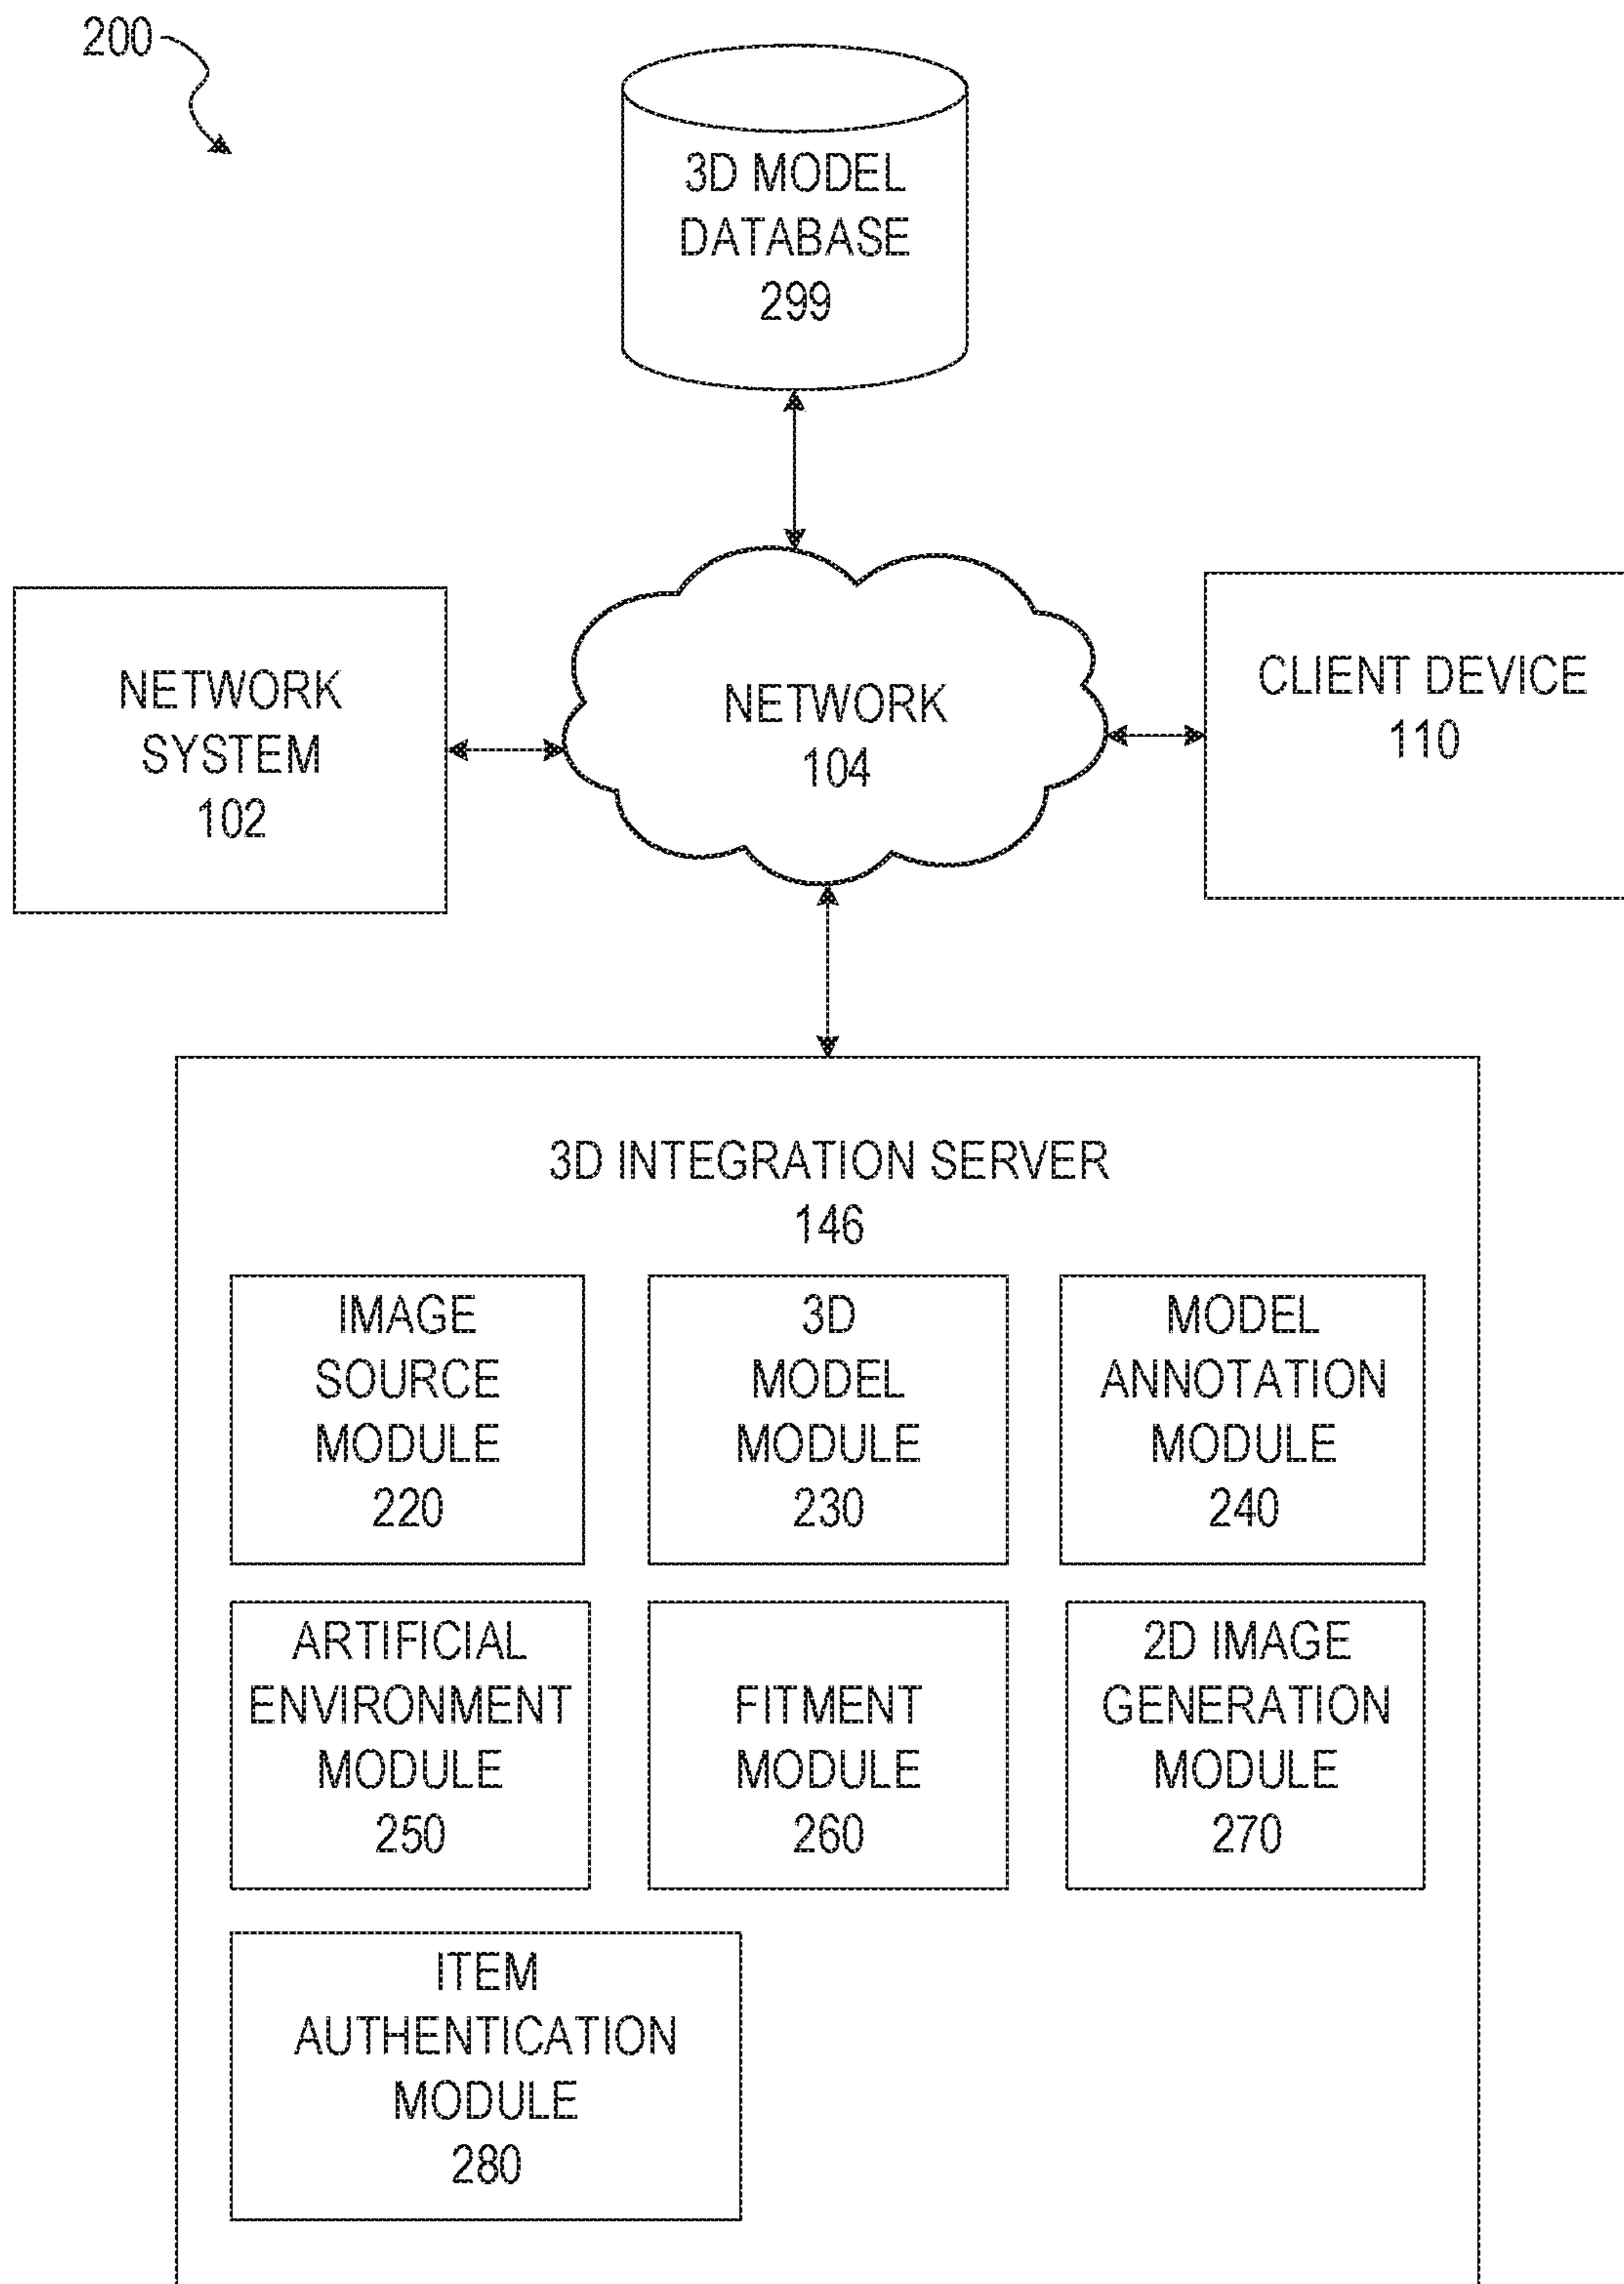 200
3D MODEL
DATABASE
299
NETWORK
SYSTEM
102
NETWORK
104
CLIENT DEVICE
110
3D INTEGRATION SERVER
146
IMAGE
SOURCE
MODULE
220
3D
MODEL
MODULE
230
MODEL
ANNOTATION
MODULE
240
ARTIFICIAL
ENVIRONMENT
MODULE
250
FITMENT
MODULE
260
2D IMAGE
GENERATION
MODULE
270
ITEM
AUTHENTICATION
MODULE
280